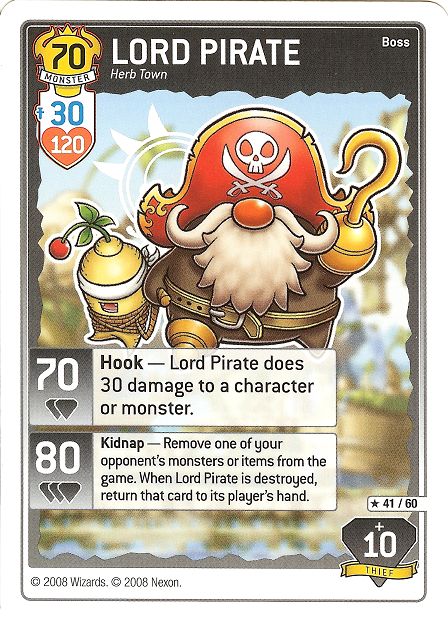 70
MONSTER
LORD PIRATE
Boss
Herb Town
30
120
70
Hook — Lord Pirate does
30 damage to a character
or monster.
80
Kidnap — Remove one of your
opponent's monsters or items from the
game. When Lord Pirate is destroyed,
return that card to its player's hand.
★ 41 / 60
+
10
THIEF
© 2008 Wizards. © 2008 Nexon.